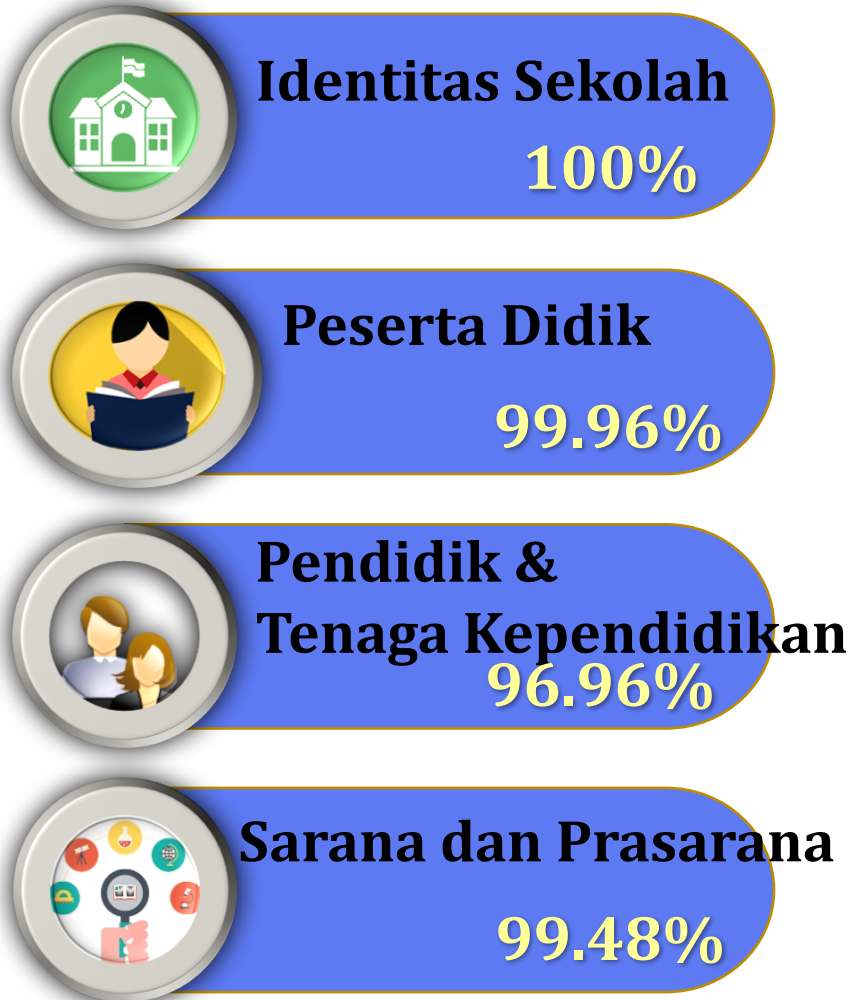 Identitas Sekolah
100%
Peserta Didik
99.96%
Pendidik &
Tenaga Kependidikan
96.96%
Sarana dan Prasarana
99.48%